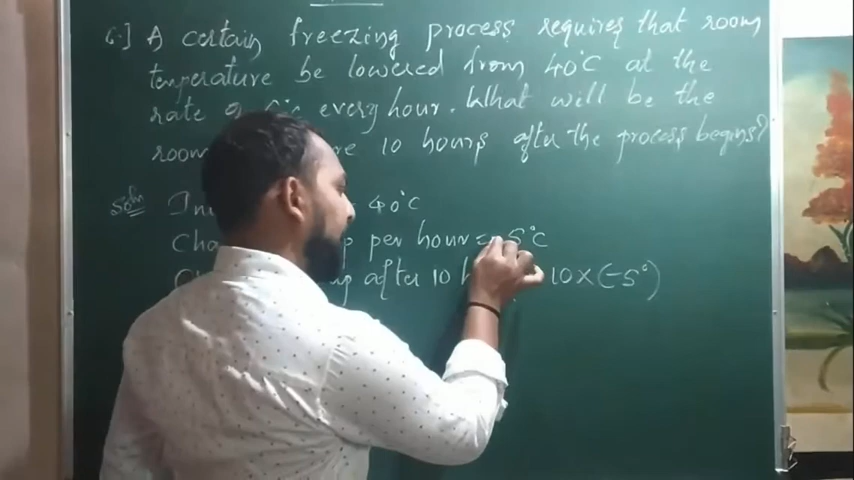 6.] A Certain freezing process requires that room
temperature be lowered from 40°C at the
rate every hour. What will be the
room 10 hours after the process begins?
Soln 40°C
per hour = 5°C
after 10 10×(-5°)